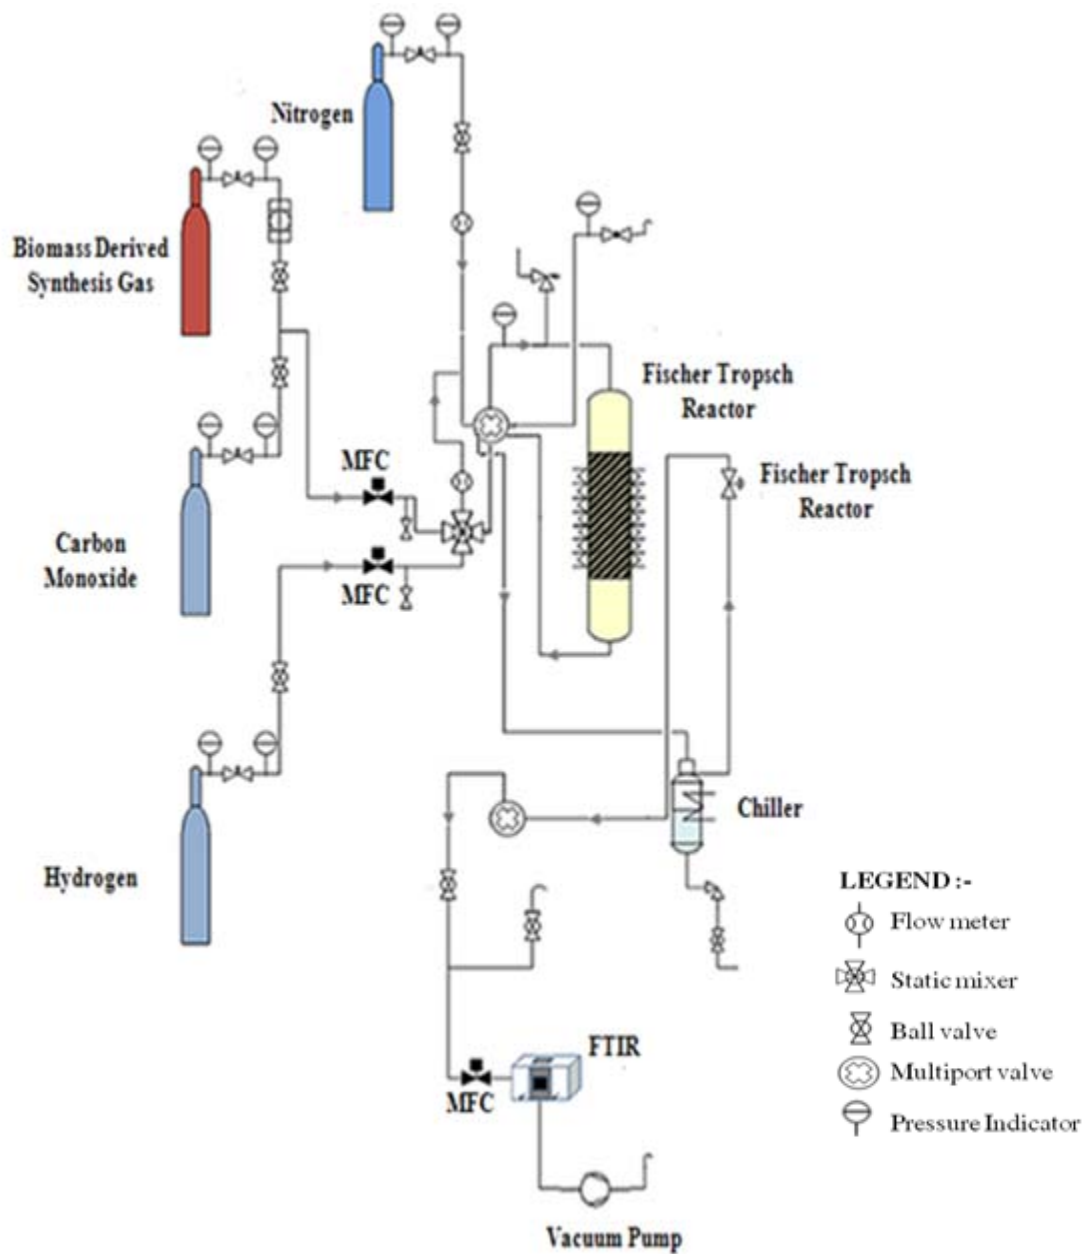 Nitrogen
Biomass Derived
Synthesis Gas
Fischer Tropsch
Reactor
MFC
Fischer Tropsch
Reactor
Carbon
Monoxide
MFC
Chiller
Hydrogen
LEGEND :-
Flow meter
Static mixer
Ball valve
FTIR
Multiport valve
MFC
Pressure Indicator
Vacuum Pump